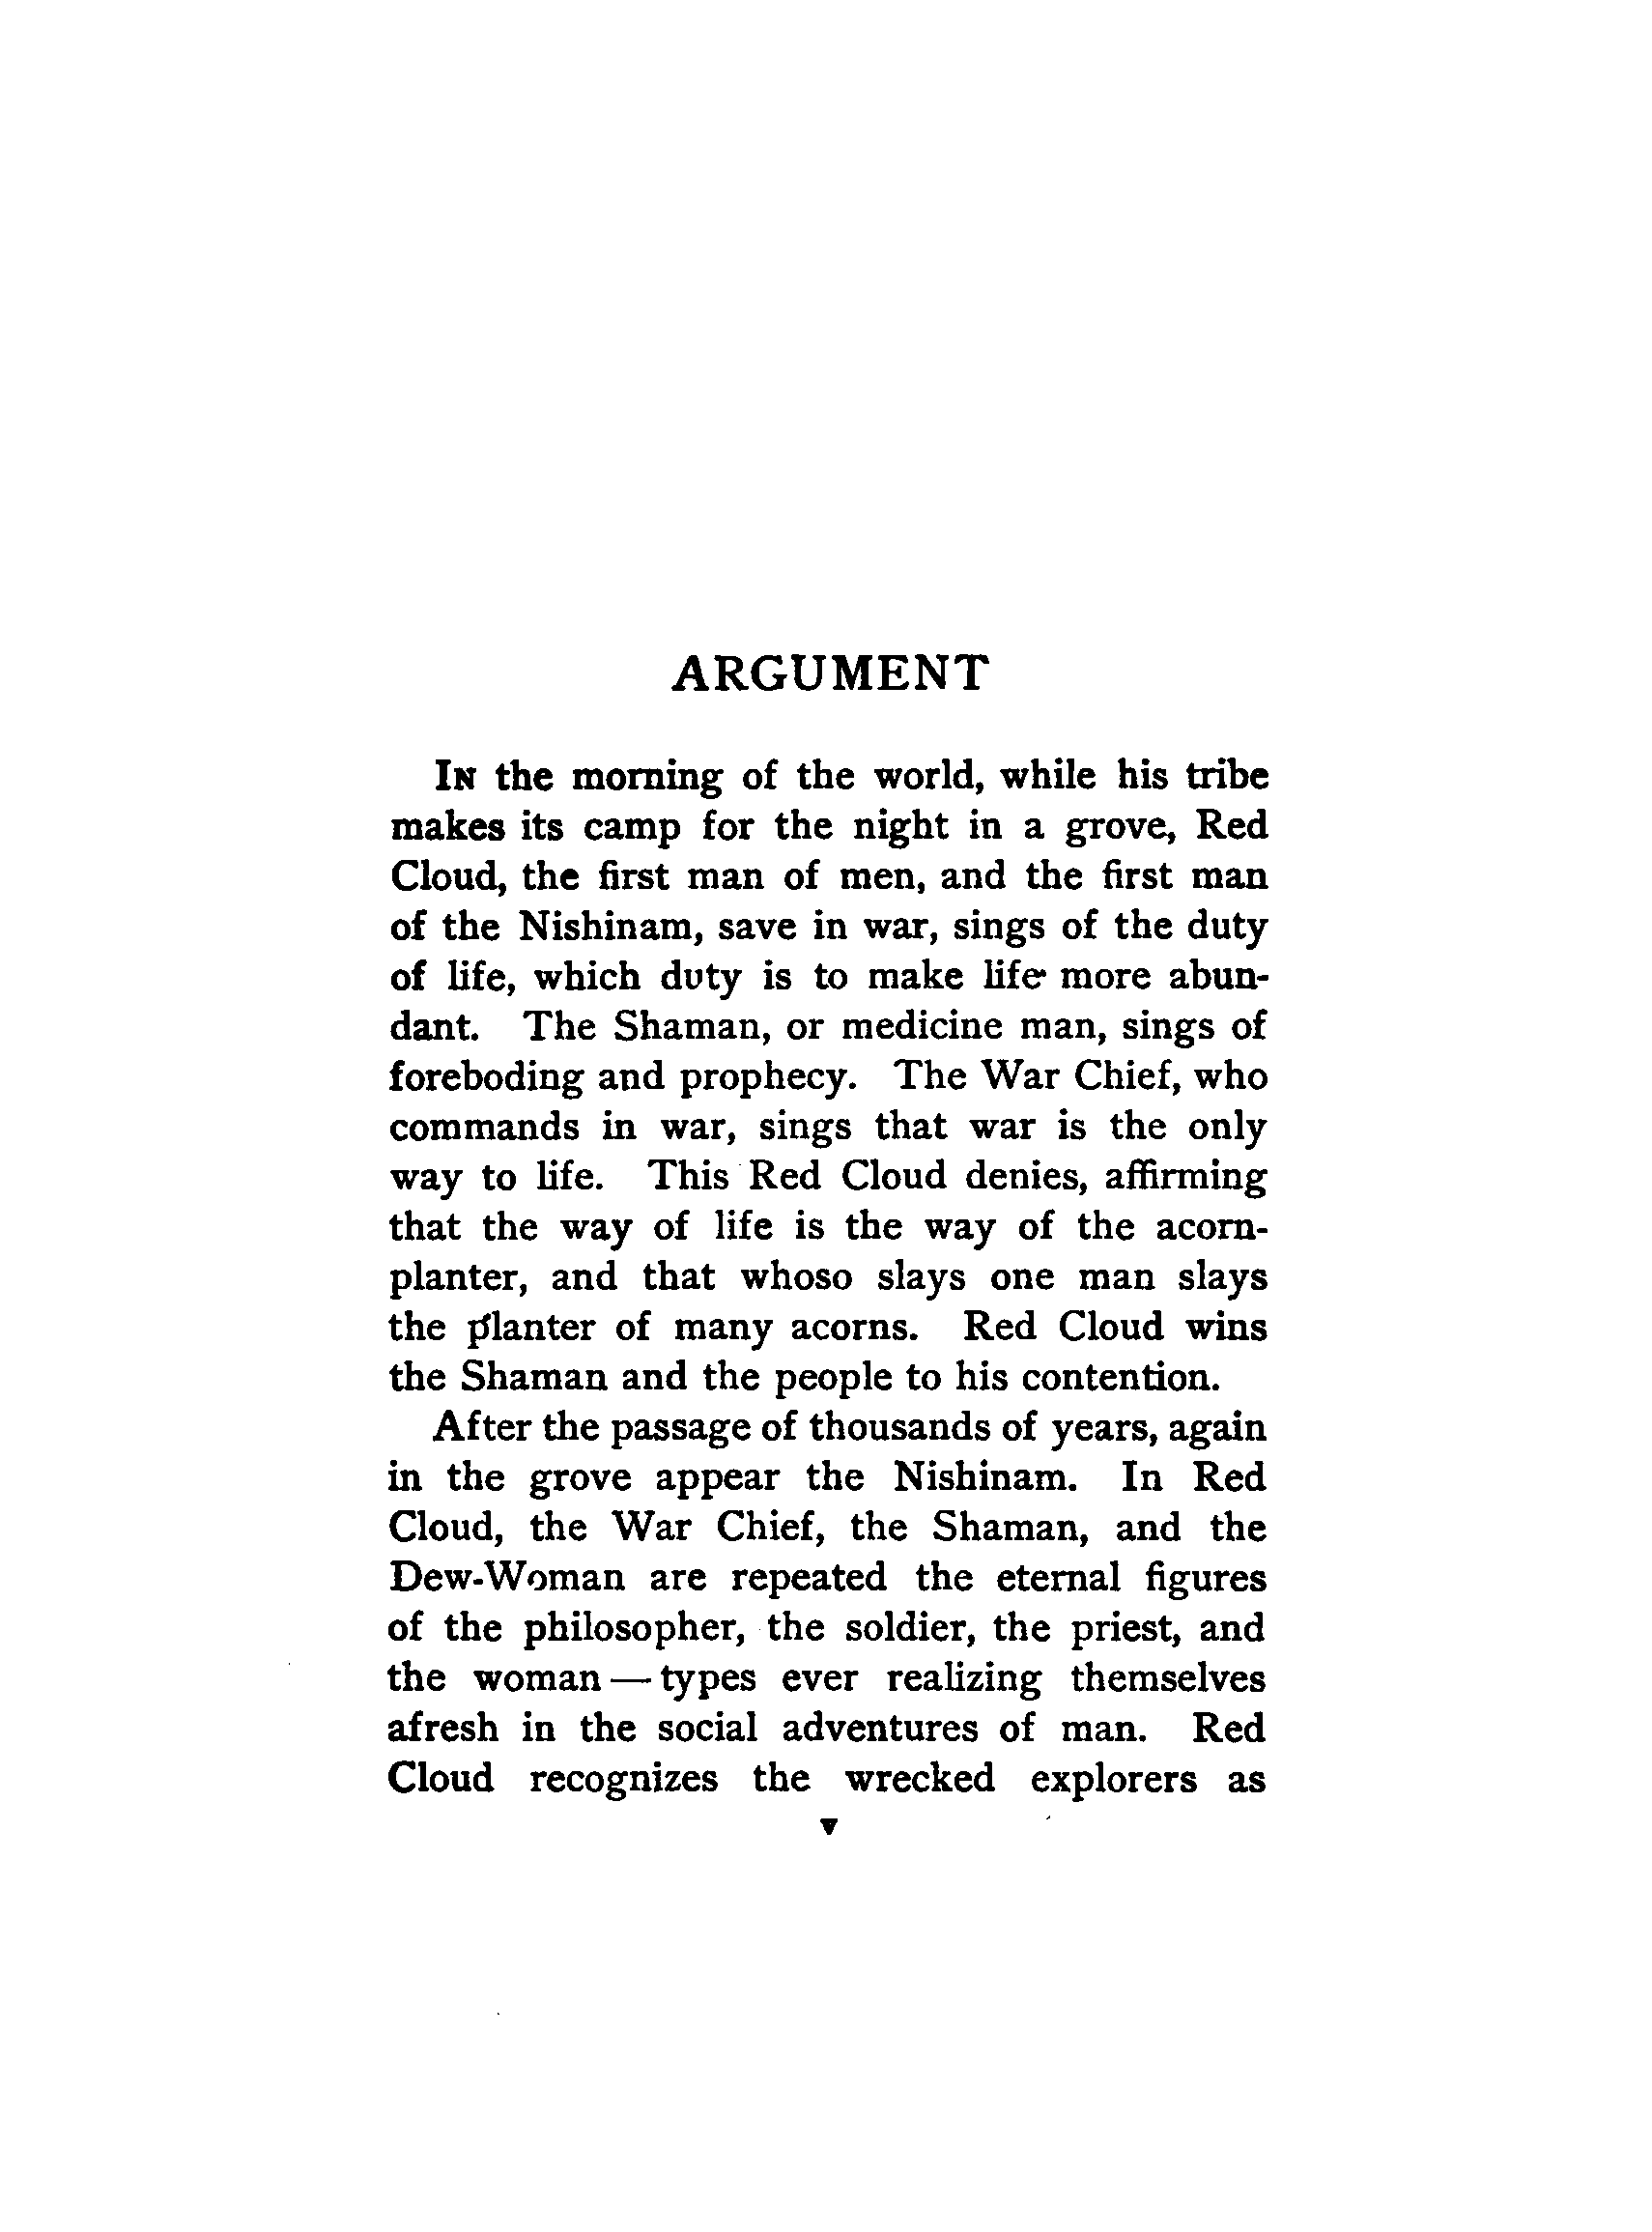 ARGUMENT
In the morning of the world, while his tribe
makes its camp for the night in a grove, Red
Cloud, the first man of men, and the first man
of the Nishinam, save in war, sings of the duty
of life, which duty is to make life more abun-
dant. The Shaman, or medicine man, sings of
foreboding and prophecy. The War Chief, who
commands in war, sings that war is the only
way to life. This Red Cloud denies, affirming
that the way of life is the way of the acorn-
planter, and that whoso slays one man slays
the planter of many acorns. Red Cloud wins
the Shaman and the people to his contention.
After the passage of thousands of years, again
in the grove appear the Nishinam. In Red
Cloud, the War Chief, the Shaman, and the
Dew-Woman are repeated the eternal figures
of the philosopher, the soldier, the priest, and
the woman — types ever realizing themselves
afresh in the social adventures of man. Red
Cloud recognizes the wrecked explorers as
v